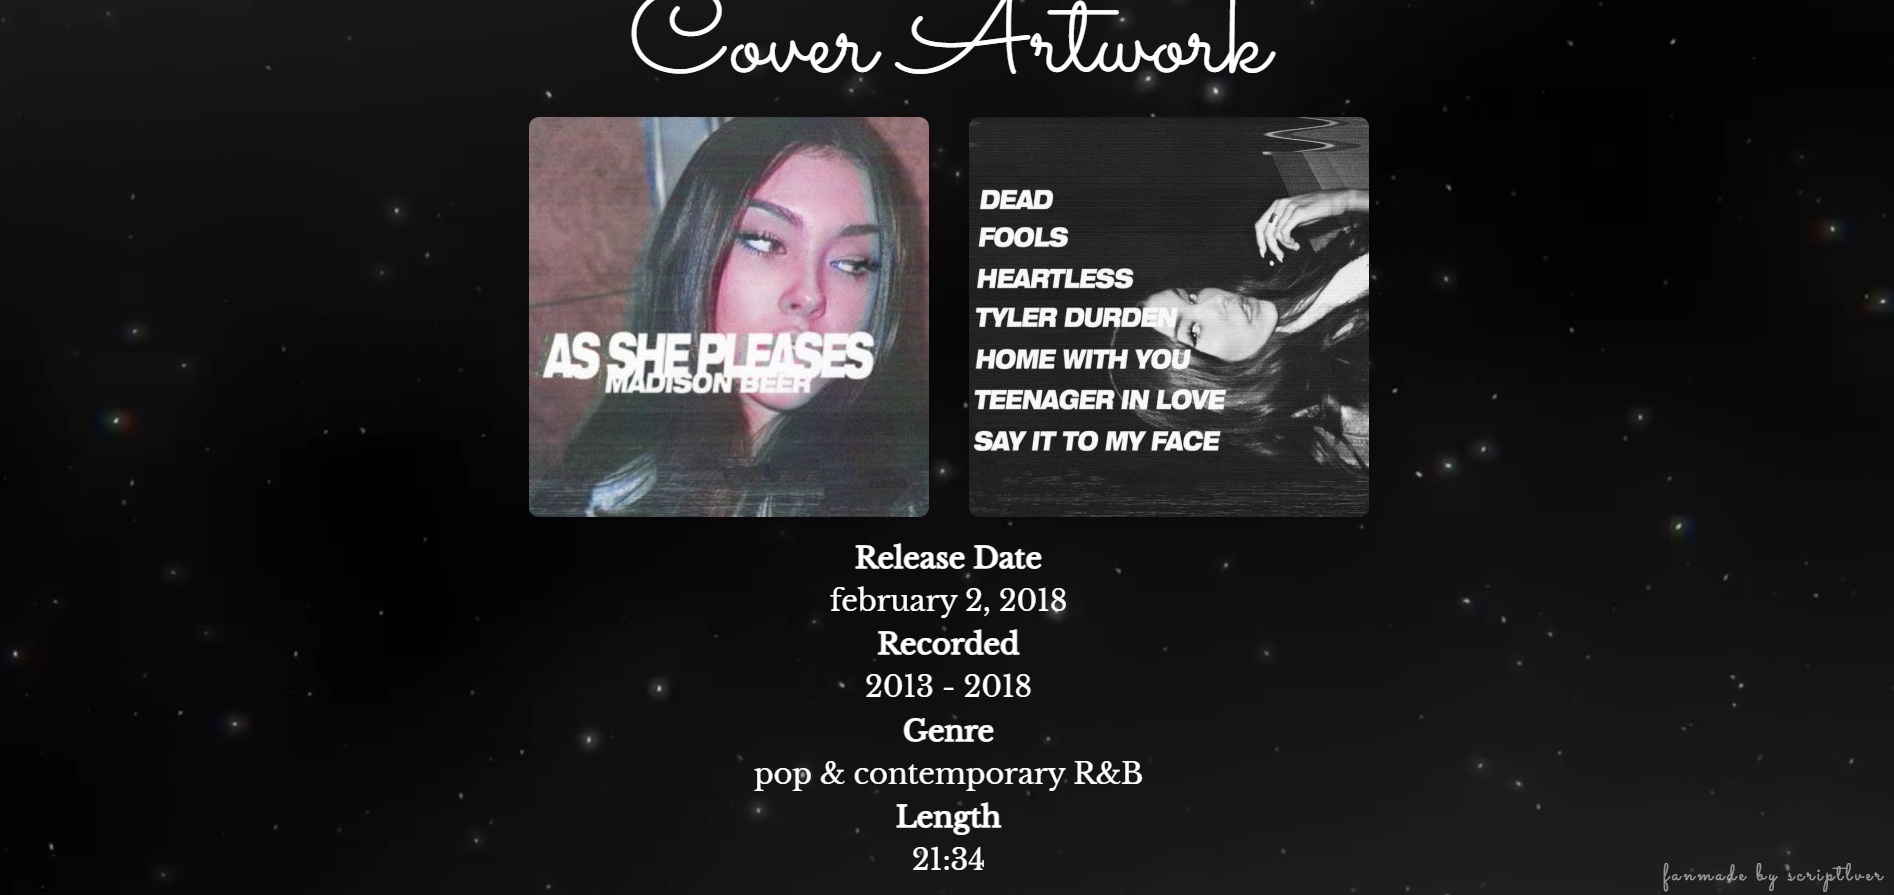 Cover Artwork
AS SHE PLEASES
MADISON BEER
DEAD
FOOLS
HEARTLESS
TYLER DURDEN
HOME WITH YOU
TEENAGER IN LOVE
SAY IT TO MY FACE
Release Date
february 2, 2018
Recorded
2013 - 2018
Genre
pop & contemporary R&B
Length
21:34
fanmade by scriptlver